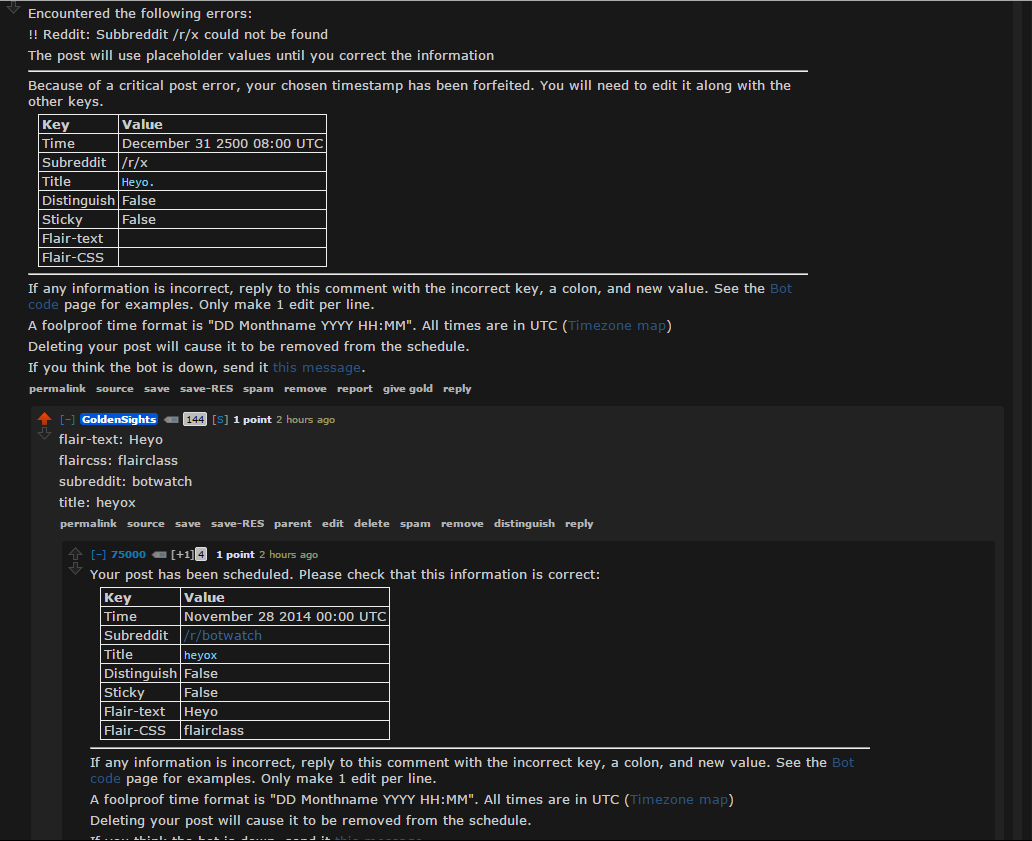 Encountered the following errors:
!! Reddit: Subbreddit /r/x could not be found
The post will use placeholder values until you correct the information
Because of a critical post error, your chosen timestamp has been forfeited. You will need to edit it along with the
other keys.
Key Value
Time December 31 2500 08:00 UTC
Subreddit /r/x
Title Heyo.
Distinguish False
Sticky False
Flair-text
Flair-CSS
If any information is incorrect, reply to this comment with the incorrect key, a colon, and new value. See the Bot
code page for examples. Only make 1 edit per line.
A foolproof time format is "DD Monthname YYYY HH:MM". All times are in UTC (Timezone map)
Deleting your post will cause it to be removed from the schedule.
If you think the bot is down, send it this message.
permalink source save save-RES spam remove report give gold reply
[-] GoldenSights 144 [S] 1 point 2 hours ago
flair-text: Heyo
flaircss: flairclass
subreddit: botwatch
title: heyox
permalink source save save-RES parent edit delete spam remove distinguish reply
[-] 75000 [+1] 4 1 point 2 hours ago
Your post has been scheduled. Please check that this information is correct:
Key Value
Time November 28 2014 00:00 UTC
Subreddit /r/botwatch
Title heyox
Distinguish False
Sticky False
Flair-text Heyo
Flair-CSS flairclass
If any information is incorrect, reply to this comment with the incorrect key, a colon, and new value. See the Bot
code page for examples. Only make 1 edit per line.
A foolproof time format is "DD Monthname YYYY HH:MM". All times are in UTC (Timezone map)
Deleting your post will cause it to be removed from the schedule.
If you think the bot is down, send it this message.